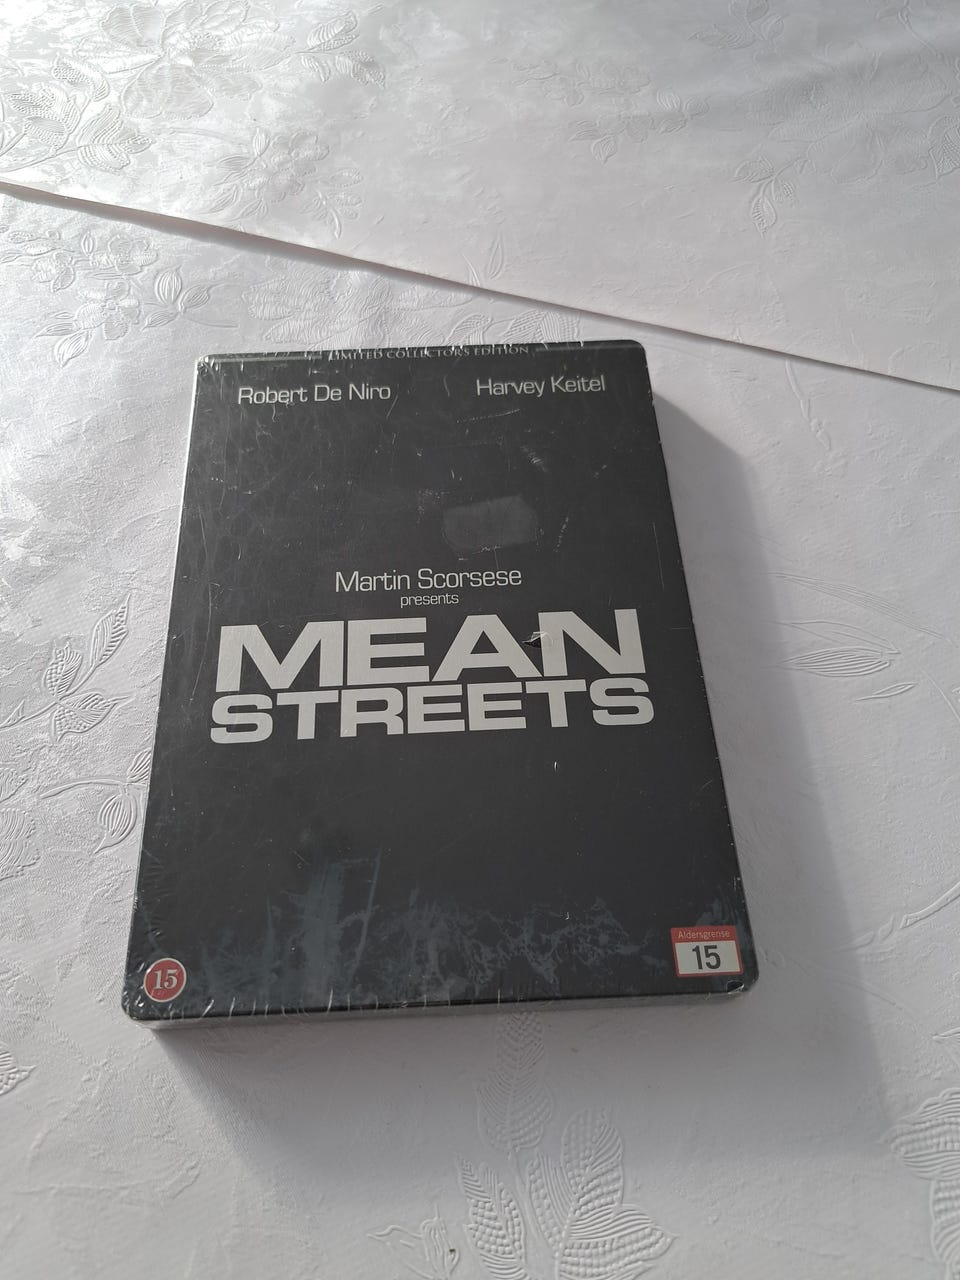 LIMITED COLLECTOR'S EDITION
Robert De Niro
Harvey Keitel
Martin Scorsese
presents
MEAN
STREETS
15
Aldersgrense
15